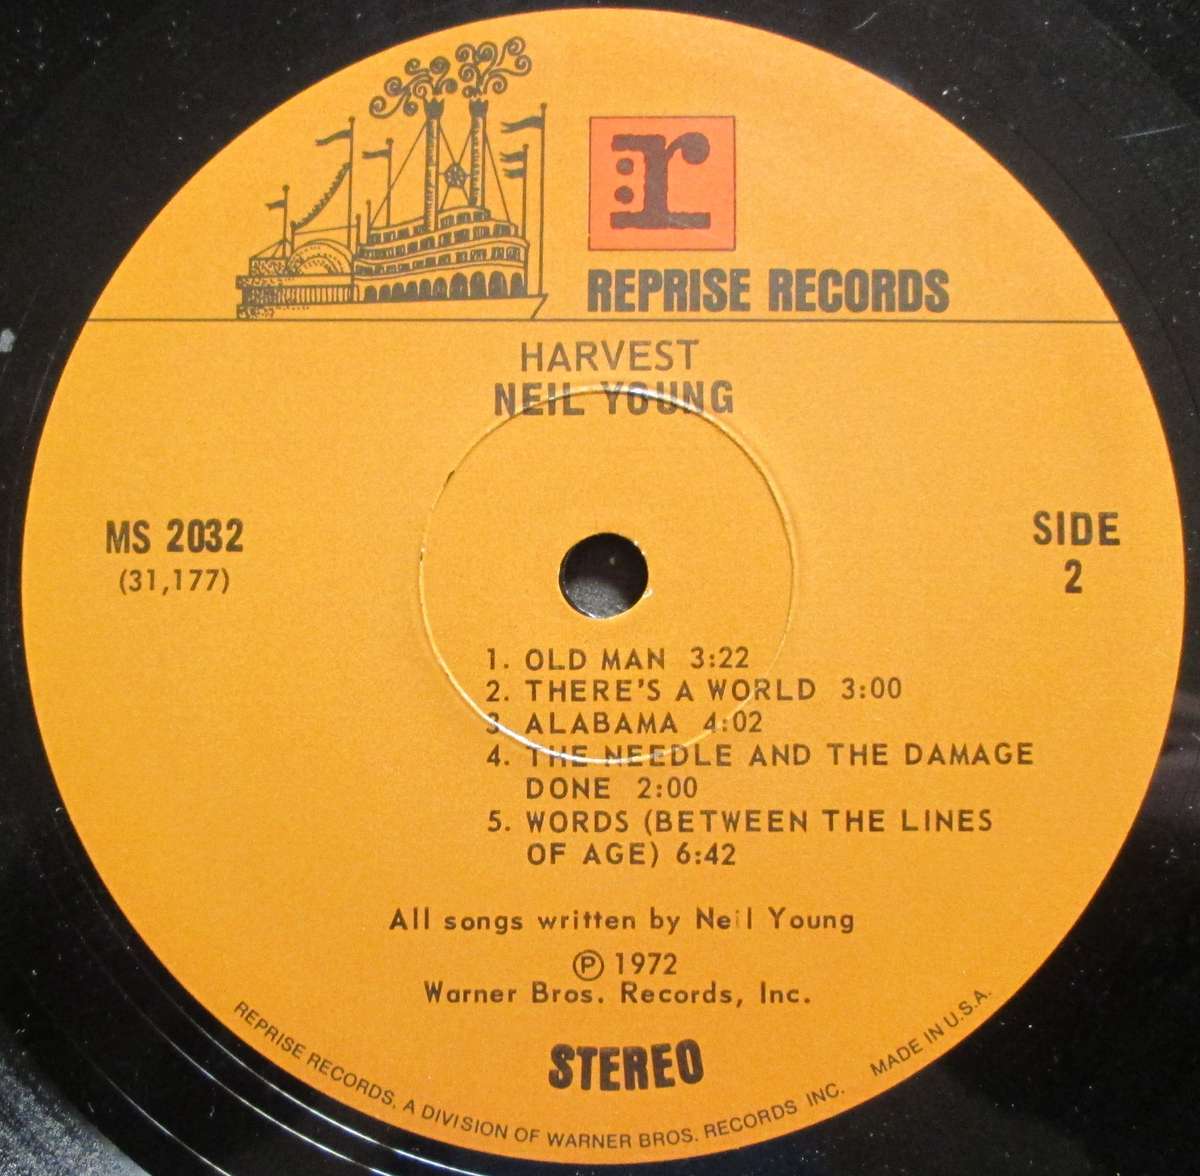 r
REPRISE RECORDS
HARVEST
NEIL YOUNG
MS 2032
(31,177)
SIDE
2
1. OLD MAN 3:22
2. THERE'S A WORLD 3:00
3. ALABAMA 4:02
4. THE NEEDLE AND THE DAMAGE
DONE 2:00
5. WORDS (BETWEEN THE LINES
OF AGE) 6:42
All songs written by Neil Young
℗ 1972
Warner Bros. Records, Inc.
STEREO
REPRISE RECORDS, A DIVISION OF WARNER BROS. RECORDS INC. MADE IN U.S.A.